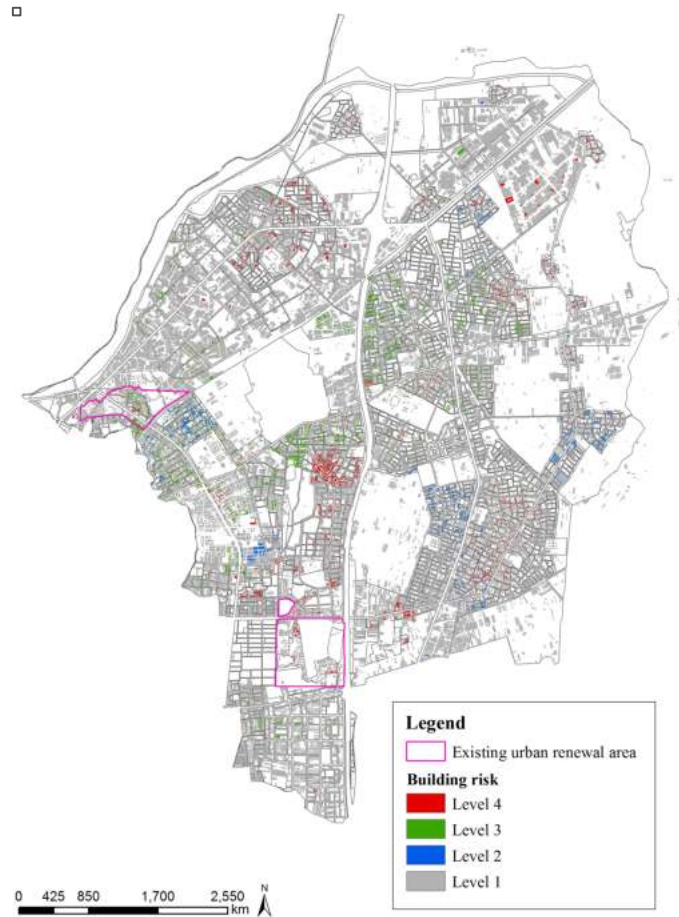 Legend
Existing urban renewal area
Building risk
Level 4
Level 3
Level 2
Level 1
0 425 850 1,700 2,550
km
N